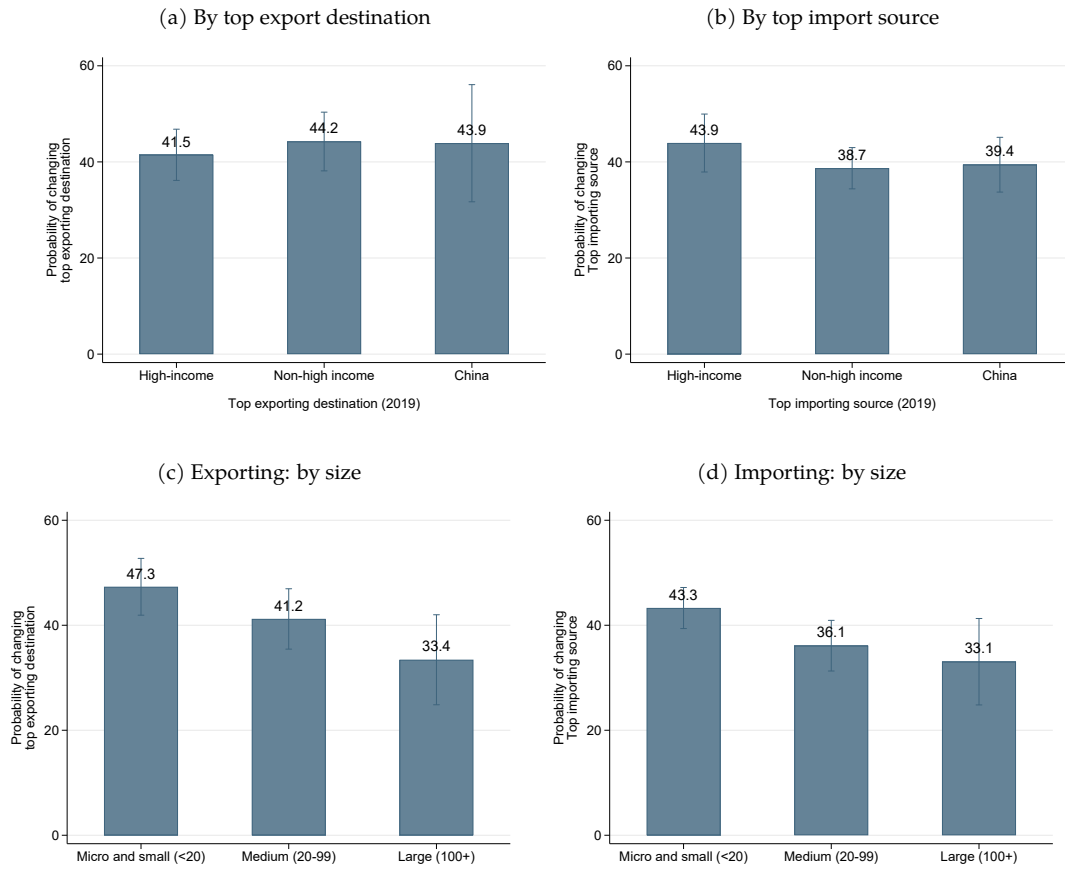 (a) By top export destination
Probability of changing
top exporting destination
60
40
20
0
41.5
44.2
43.9
High-income
Non-high income
China
Top exporting destination (2019)
(b) By top import source
Probability of changing
Top importing source
60
40
20
0
43.9
38.7
39.4
High-income
Non-high income
China
Top importing source (2019)
(c) Exporting: by size
Probability of changing
top exporting destination
60
40
20
0
47.3
41.2
33.4
Micro and small (<20)
Medium (20-99)
Large (100+)
(d) Importing: by size
Probability of changing
Top importing source
60
40
20
0
43.3
36.1
33.1
Micro and small (<20)
Medium (20-99)
Large (100+)